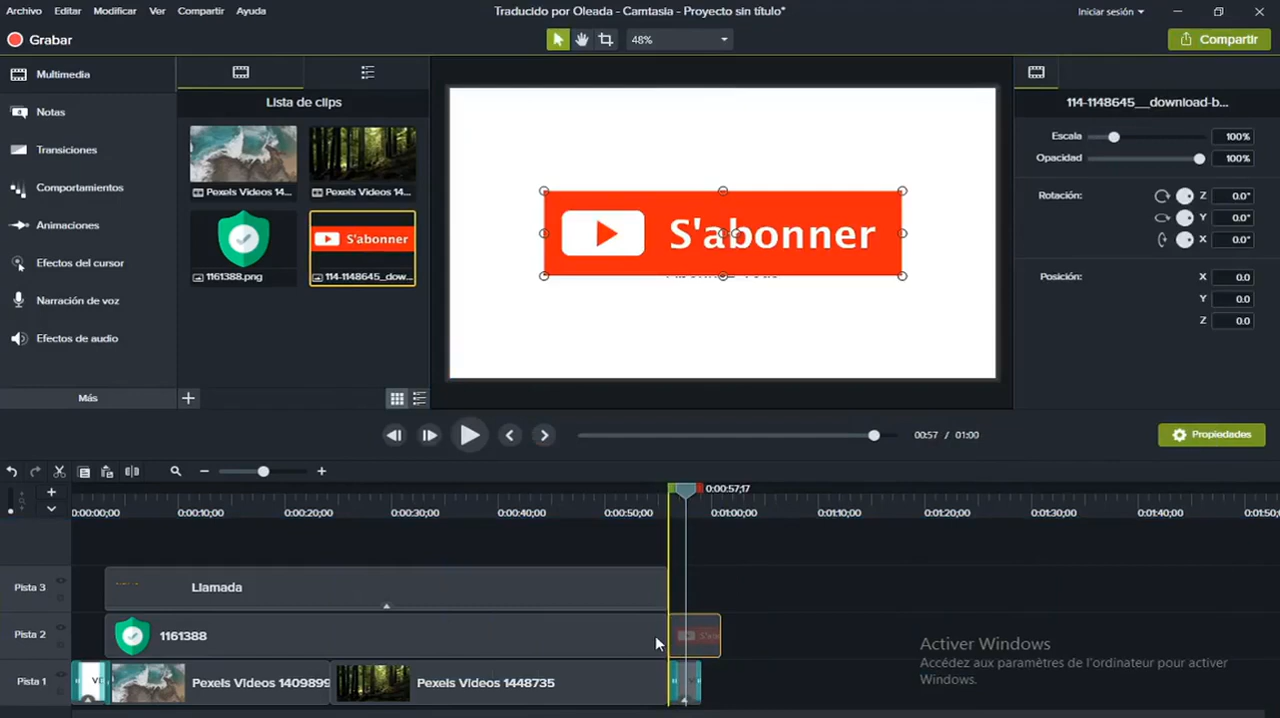 Archivo Editar Modificar Ver Compartir Ayuda
Traducido por Oleada - Camtasia - Proyecto sin título*
Iniciar sesión
Grabar
48%
Compartir
Multimedia
Notas
Transiciones
Comportamientos
Animaciones
Efectos del cursor
Narración de voz
Efectos de audio
Más
Lista de clips
Pexels Videos 14...
Pexels Videos 14...
S'abonner
1161388.png
114-1148645_dow...
S'abonner
114-1148645__download-b...
Escala 100%
Opacidad 100%
Rotación: Z 0.0°
Y 0.0°
X 0.0°
Posición: X 0.0
Y 0.0
Z 0.0
00:57 / 01:00
Propiedades
0:00:57;17
0:00:00;00 0:00:10;00 0:00:20;00 0:00:30;00 0:00:40;00 0:00:50;00 0:01:00;00 0:01:10;00 0:01:20;00 0:01:30;00 0:01:40;00 0:01:50;0
Pista 3
Llamada
Pista 2
1161388
Pista 1
Pexels Videos 1409899
Pexels Videos 1448735
Activer Windows
Accédez aux paramètres de l'ordinateur pour activer
Windows.